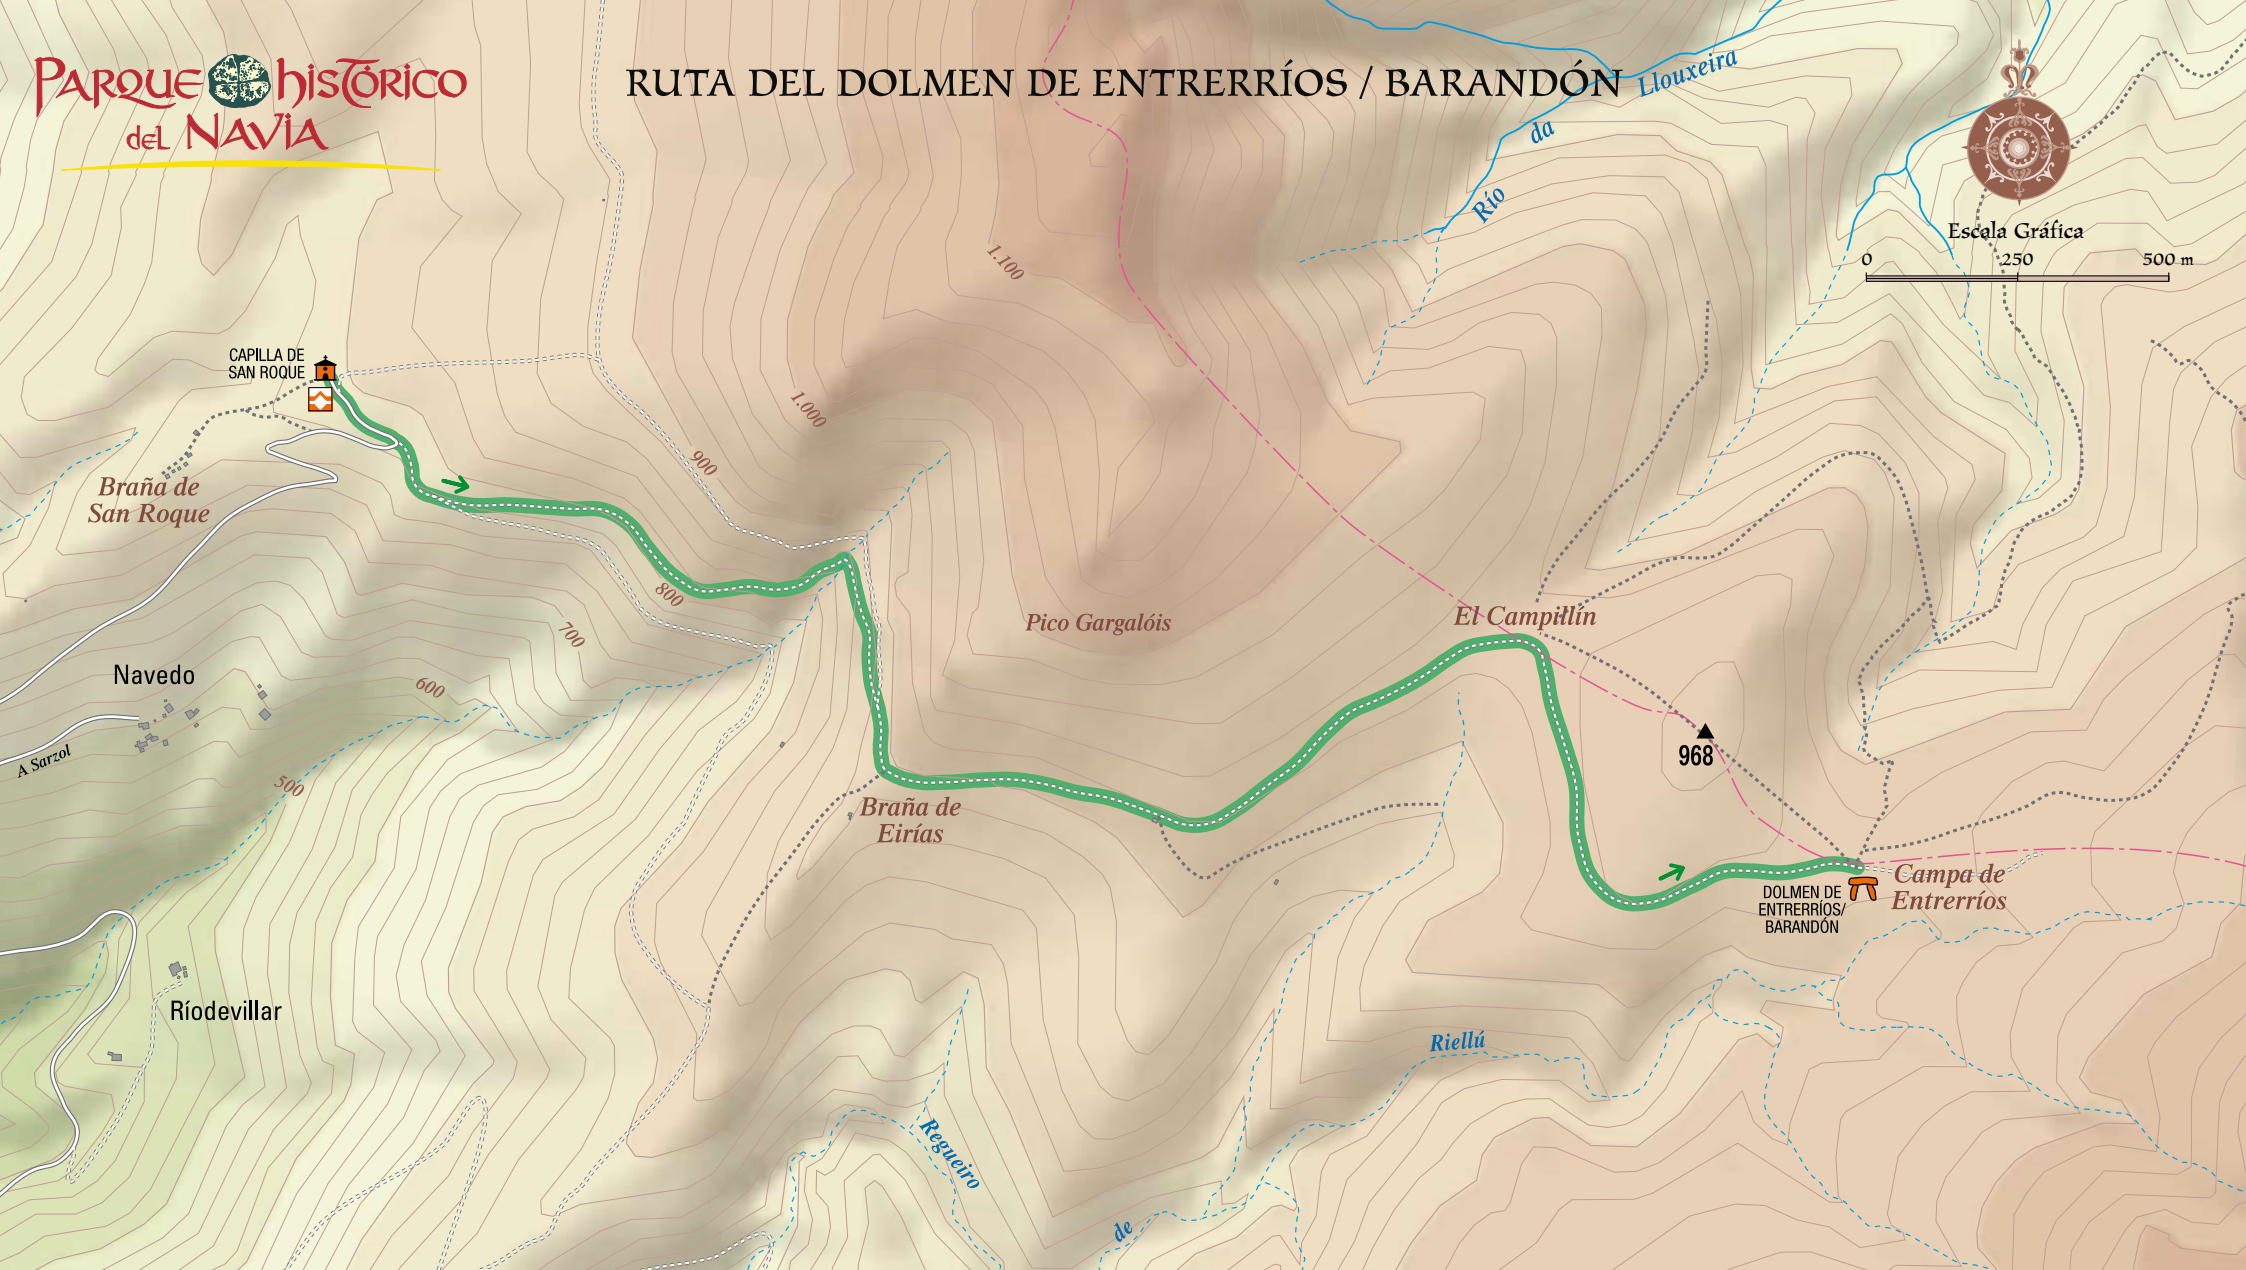 PARQUE HISTÓRICO
del NAVIA
RUTA DEL DOLMEN DE ENTRERRÍOS / BARANDÓN
Río
da
Llouxeira
Escala Gráfica
0 250 500 m
1.100
1.000
900
800
700
600
500
CAPILLA DE
SAN ROQUE
Braña de
San Roque
Navedo
A Sarzol
Ríodevillar
Pico Gargalóis
El Campillín
968
Braña de
Eirías
DOLMEN DE
ENTRERRÍOS/
BARANDÓN
Campa de
Entrerríos
Regueiro
de
Riellú